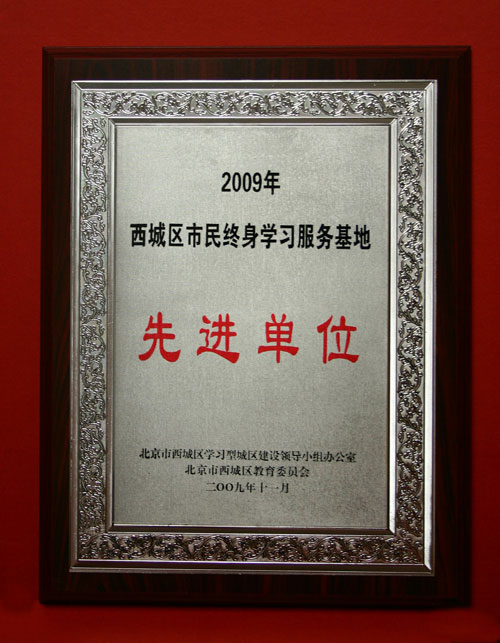 2009年
西城区市民终身学习服务基地
先进单位
北京市西城区学习型城区建设领导小组办公室
北京市西城区教育委员会
二OO九年十一月